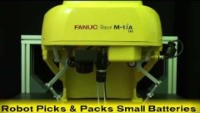 FANUC Robot M-1iA
Robot Picks & Packs Small Batteries